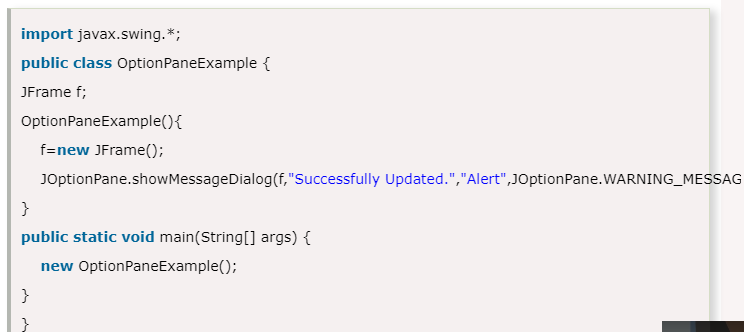 import javax.swing.*;
public class OptionPaneExample {
JFrame f;
OptionPaneExample(){
f=new JFrame();
JOptionPane.showMessageDialog(f,"Successfully Updated.","Alert",JOptionPane.WARNING_MESSAG
}
public static void main(String[] args) {
new OptionPaneExample();
}
}